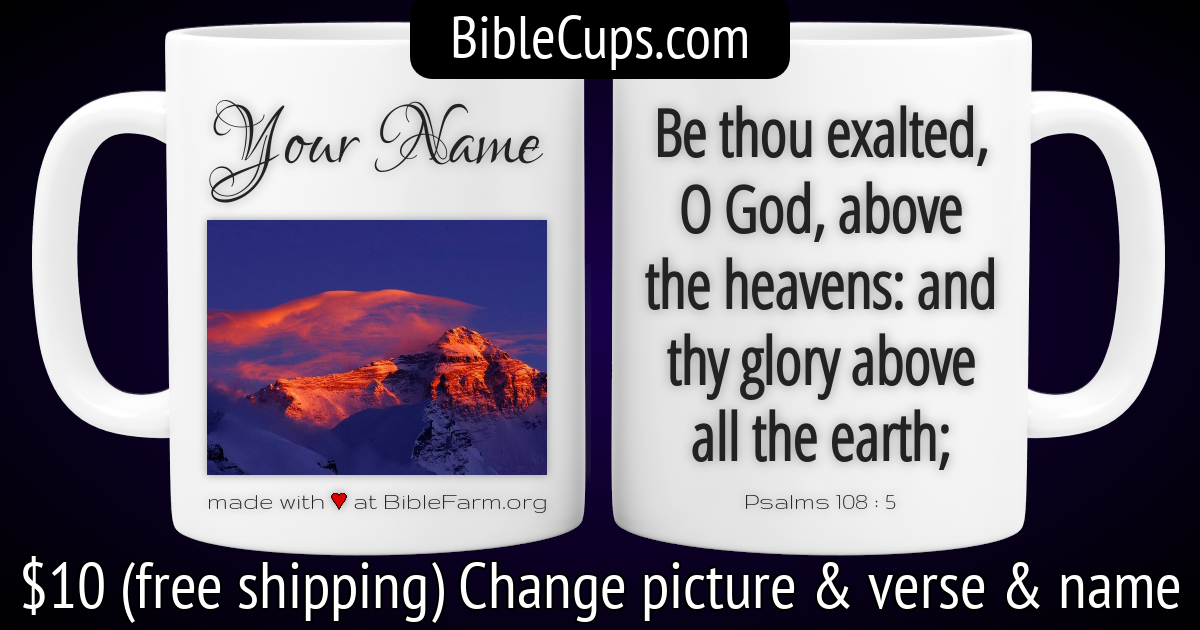 BibleCups.com
Your Name
made with ♥ at BibleFarm.org
Be thou exalted,
O God, above
the heavens: and
thy glory above
all the earth;
Psalms 108 : 5
$10 (free shipping) Change picture & verse & name